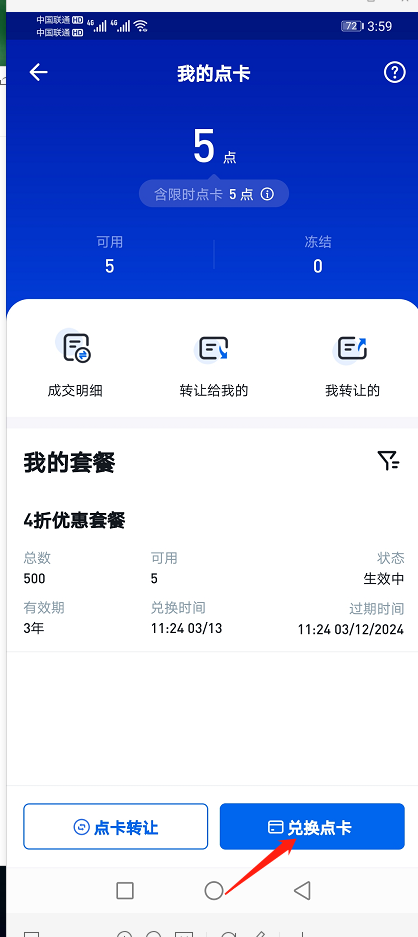 中国联通 HD 4G 4G 72 3:59
中国联通 HD
我的点卡
5 点
含限时点卡 5 点
可用 冻结
5 0
成交明细 转让给我的 我转让的
我的套餐
4折优惠套餐
总数 可用 状态
500 5 生效中
有效期 兑换时间 过期时间
3年 11:24 03/13 11:24 03/12/2024
点卡转让 兑换点卡